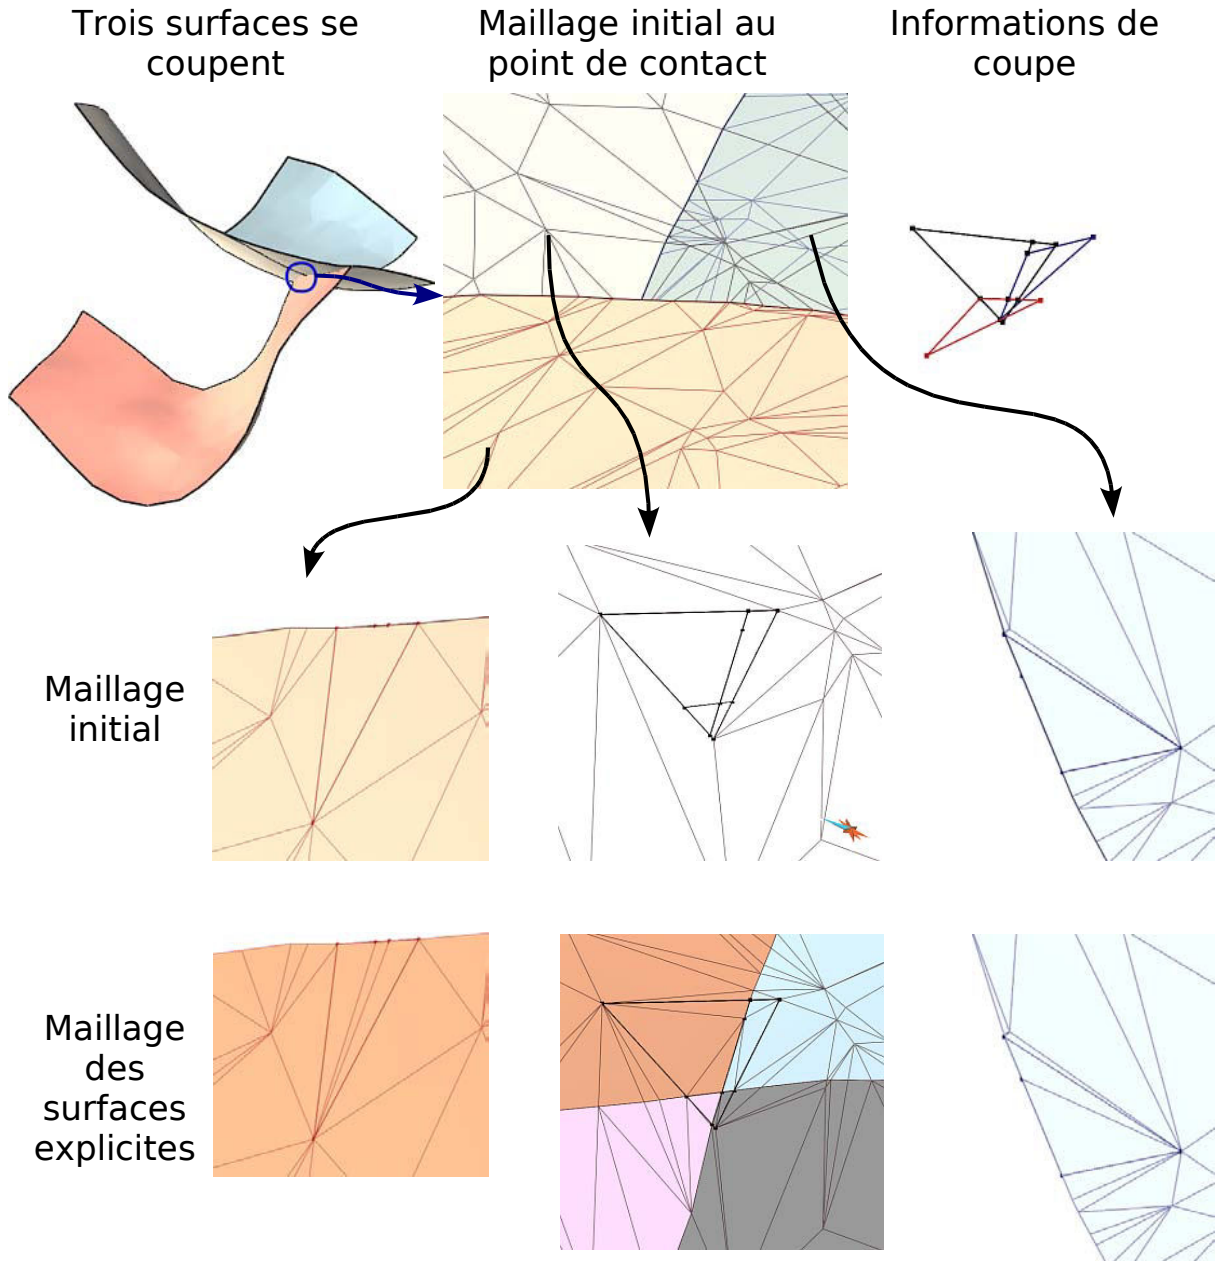 Trois surfaces se
coupent
Maillage initial au
point de contact
Informations de
coupe
Maillage
initial
Maillage
des
surfaces
explicites